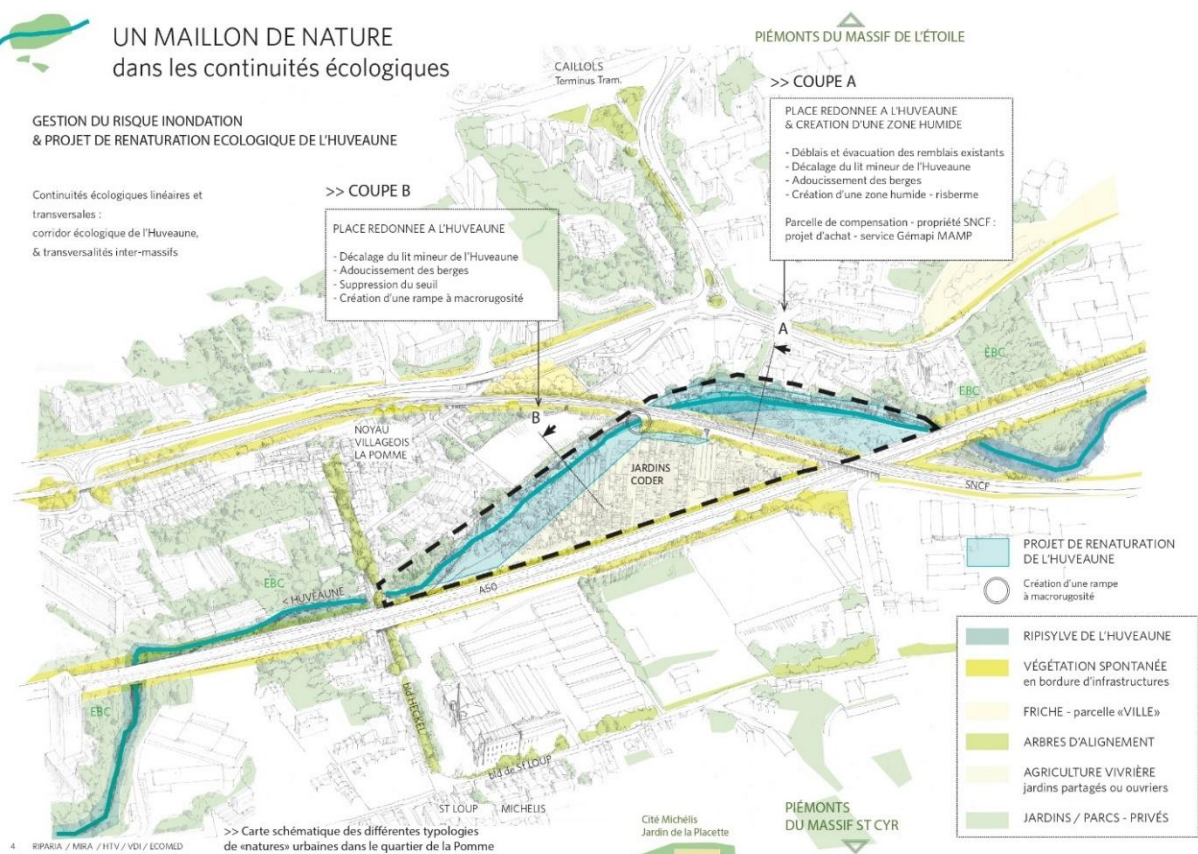 UN MAILLON DE NATURE
dans les continuités écologiques
GESTION DU RISQUE INONDATION
& PROJET DE RENATURATION ECOLOGIQUE DE L'HUVEAUNE
Continuités écologiques linéaires et
transversales :
corridor écologique de l'Huveaune,
& transversalités inter-massifs
PIÉMONTS DU MASSIF DE L'ÉTOILE
CAILLOLS
Terminus Tram.
>> COUPE A
PLACE REDONNEE A L'HUVEAUNE
& CREATION D'UNE ZONE HUMIDE
- Déblais et évacuation des remblais existants
- Décalage du lit mineur de l'Huveaune
- Adoucissement des berges
- Création d'une zone humide - risberme
Parcelle de compensation - propriété SNCF :
projet d'achat - service Gémapi MAMP
>> COUPE B
PLACE REDONNEE A L'HUVEAUNE
- Décalage du lit mineur de l'Huveaune
- Adoucissement des berges
- Suppression du seuil
- Création d'une rampe à macrorugosité
A
EBC
EBC
B
NOYAU
VILLAGEOIS
LA POMME
JARDINS
CODER
SNCF
EBC
< HUVEAUNE
A50
EBC
bld HECKEL
bld de ST LOUP
ST LOUP
MICHELIS
PROJET DE RENATURATION
DE L'HUVEAUNE
Création d'une rampe
à macrorugosité
RIPISYLVE DE L'HUVEAUNE
VÉGÉTATION SPONTANÉE
en bordure d'infrastructures
FRICHE - parcelle «VILLE»
ARBRES D'ALIGNEMENT
AGRICULTURE VIVRIÈRE
jardins partagés ou ouvriers
JARDINS / PARCS - PRIVÉS
Cité Michélis
Jardin de la Placette
PIÉMONTS
DU MASSIF ST CYR
>> Carte schématique des différentes typologies
de «natures» urbaines dans le quartier de la Pomme
4 RIPARIA / MIRA / HTV / VDI / ECOMED